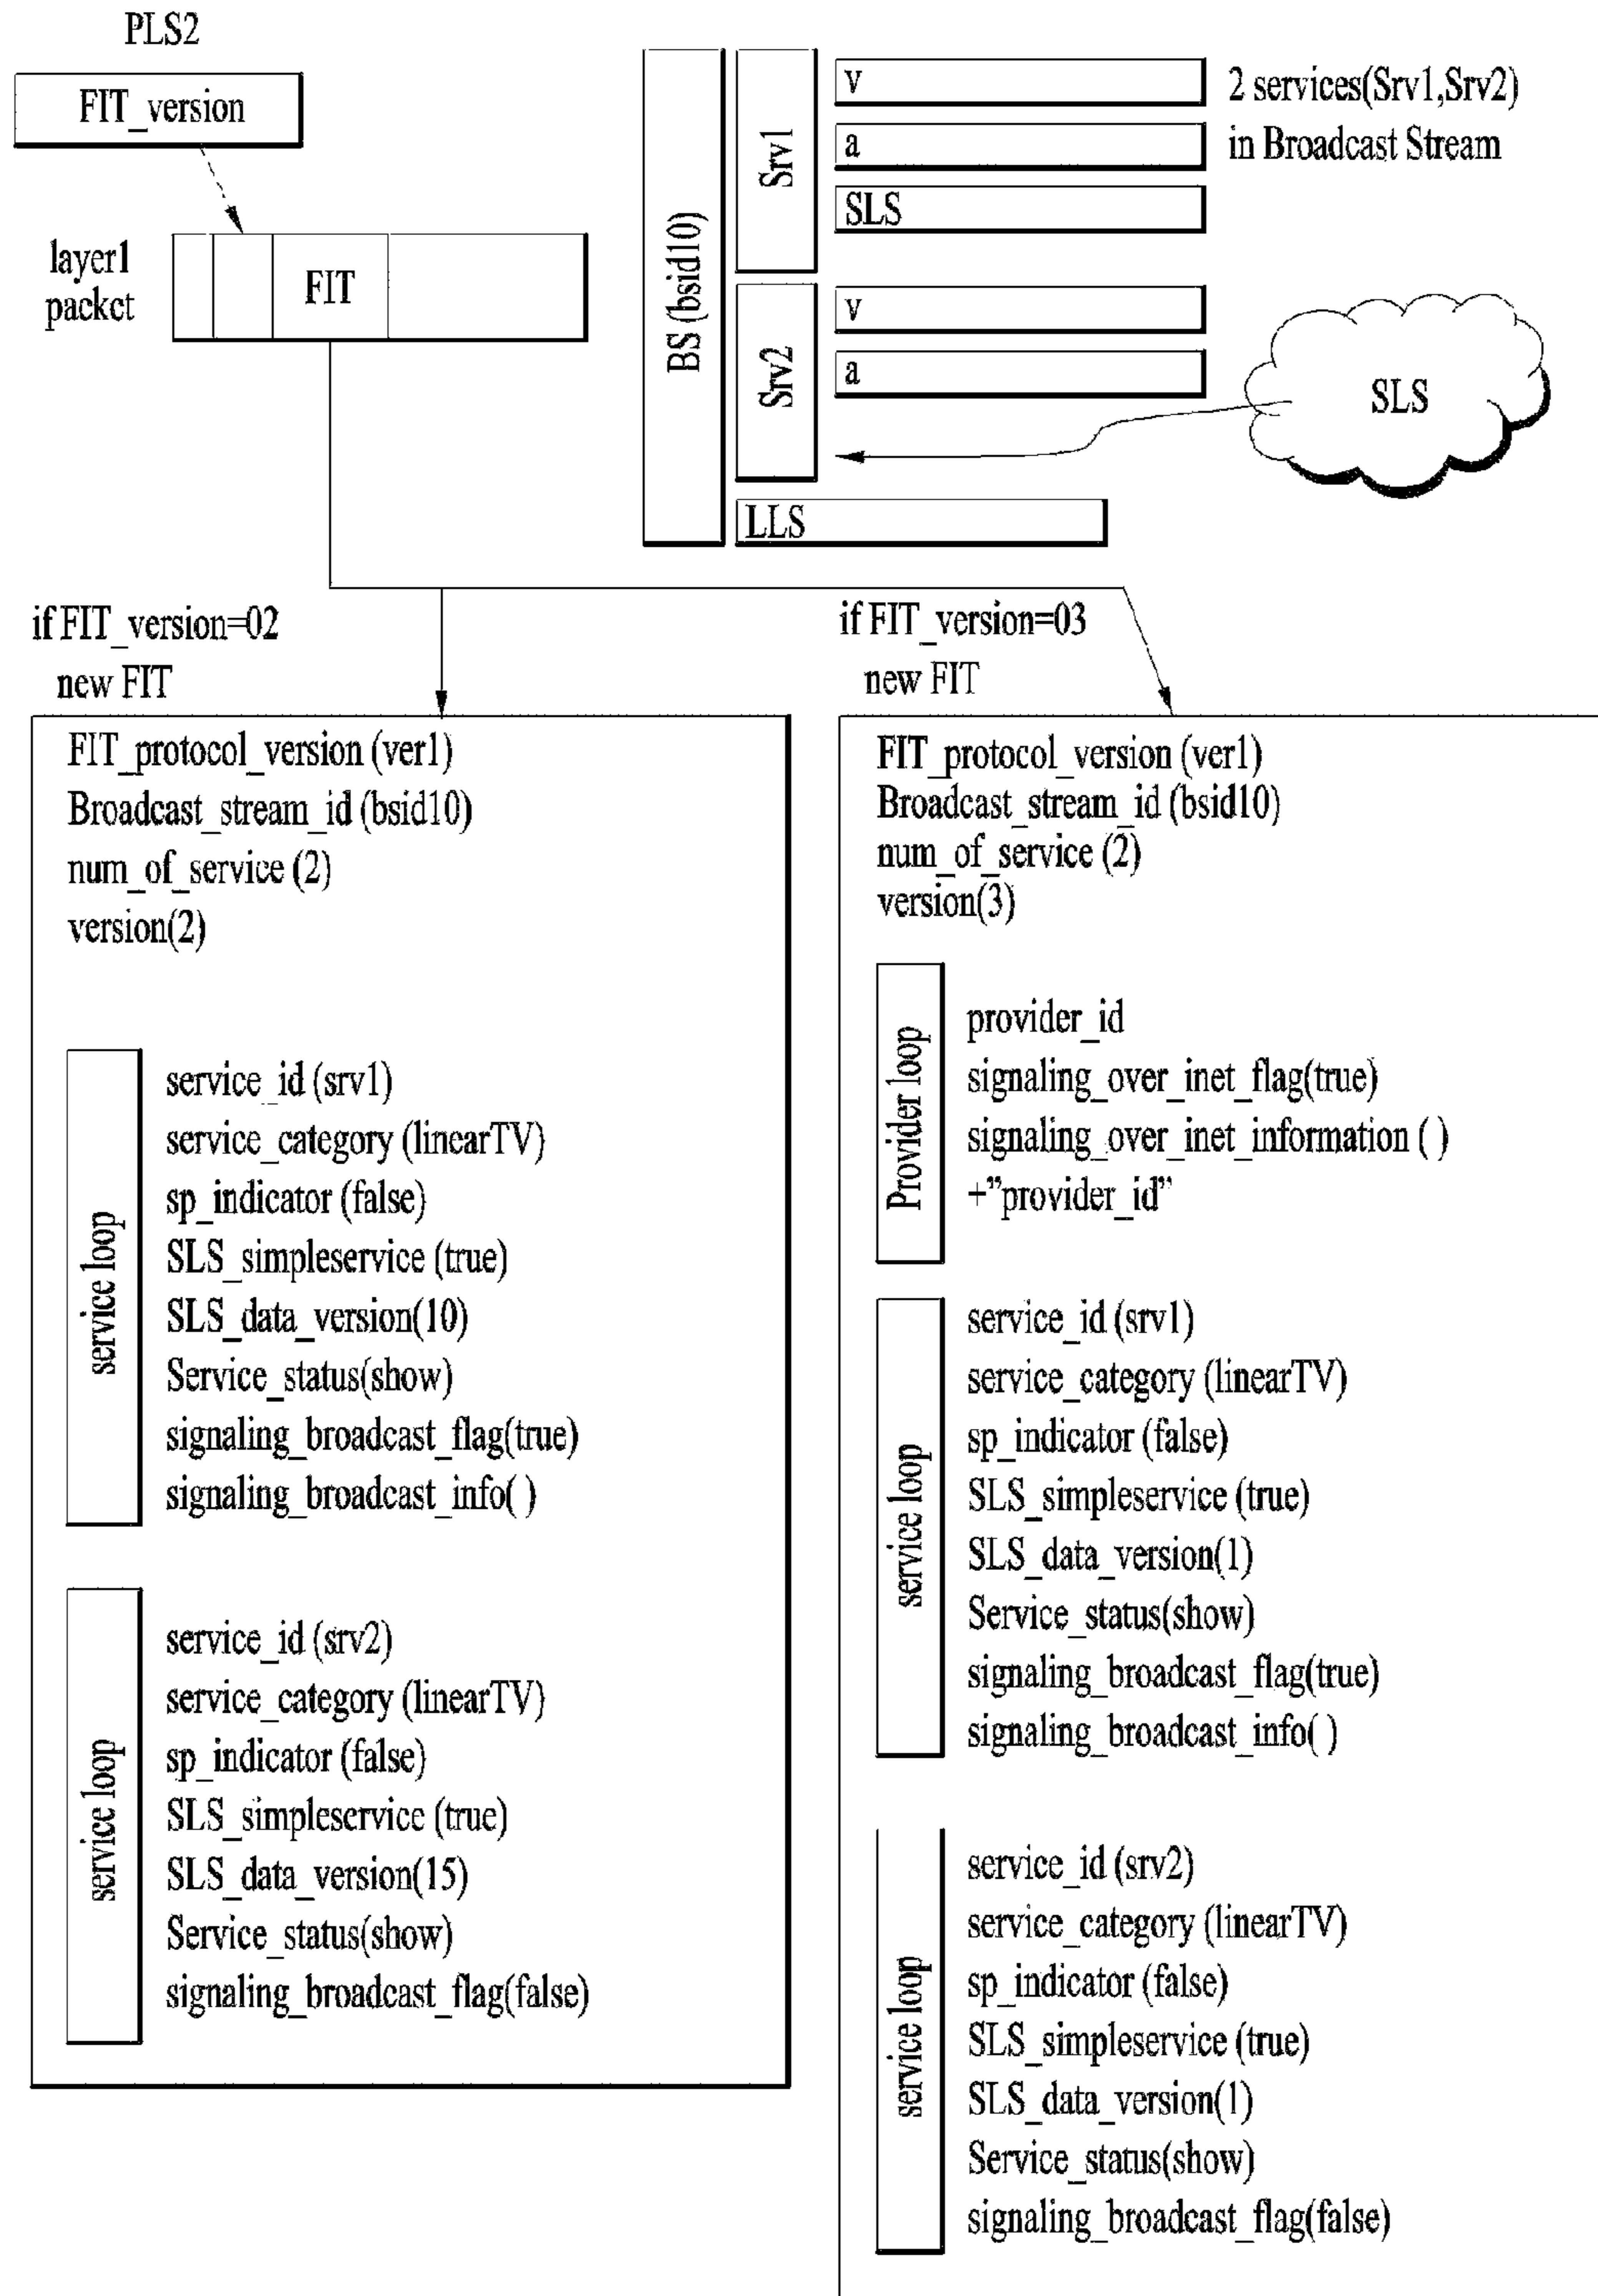 PLS2
FIT_version
layer1
packet
FIT
BS (bsid10)
Srv1
v
a
SLS
2 services(Srv1,Srv2)
in Broadcast Stream
Srv2
v
a
SLS
LLS
if FIT_version=02
new FIT
FIT_protocol_version (ver1)
Broadcast_stream_id (bsid10)
num_of_service (2)
version(2)
service loop
service_id (srv1)
service_category (linearTV)
sp_indicator (false)
SLS_simpleservice (true)
SLS_data_version(10)
Service_status(show)
signaling_broadcast_flag(true)
signaling_broadcast_info( )
service loop
service_id (srv2)
service_category (linearTV)
sp_indicator (false)
SLS_simpleservice (true)
SLS_data_version(15)
Service_status(show)
signaling_broadcast_flag(false)
if FIT_version=03
new FIT
FIT_protocol_version (ver1)
Broadcast_stream_id (bsid10)
num_of_service (2)
version(3)
Provider loop
provider_id
signaling_over_inet_flag(true)
signaling_over_inet_information ( )
+”provider_id”
service loop
service_id (srv1)
service_category (linearTV)
sp_indicator (false)
SLS_simpleservice (true)
SLS_data_version(1)
Service_status(show)
signaling_broadcast_flag(true)
signaling_broadcast_info( )
service loop
service_id (srv2)
service_category (linearTV)
sp_indicator (false)
SLS_simpleservice (true)
SLS_data_version(1)
Service_status(show)
signaling_broadcast_flag(false)